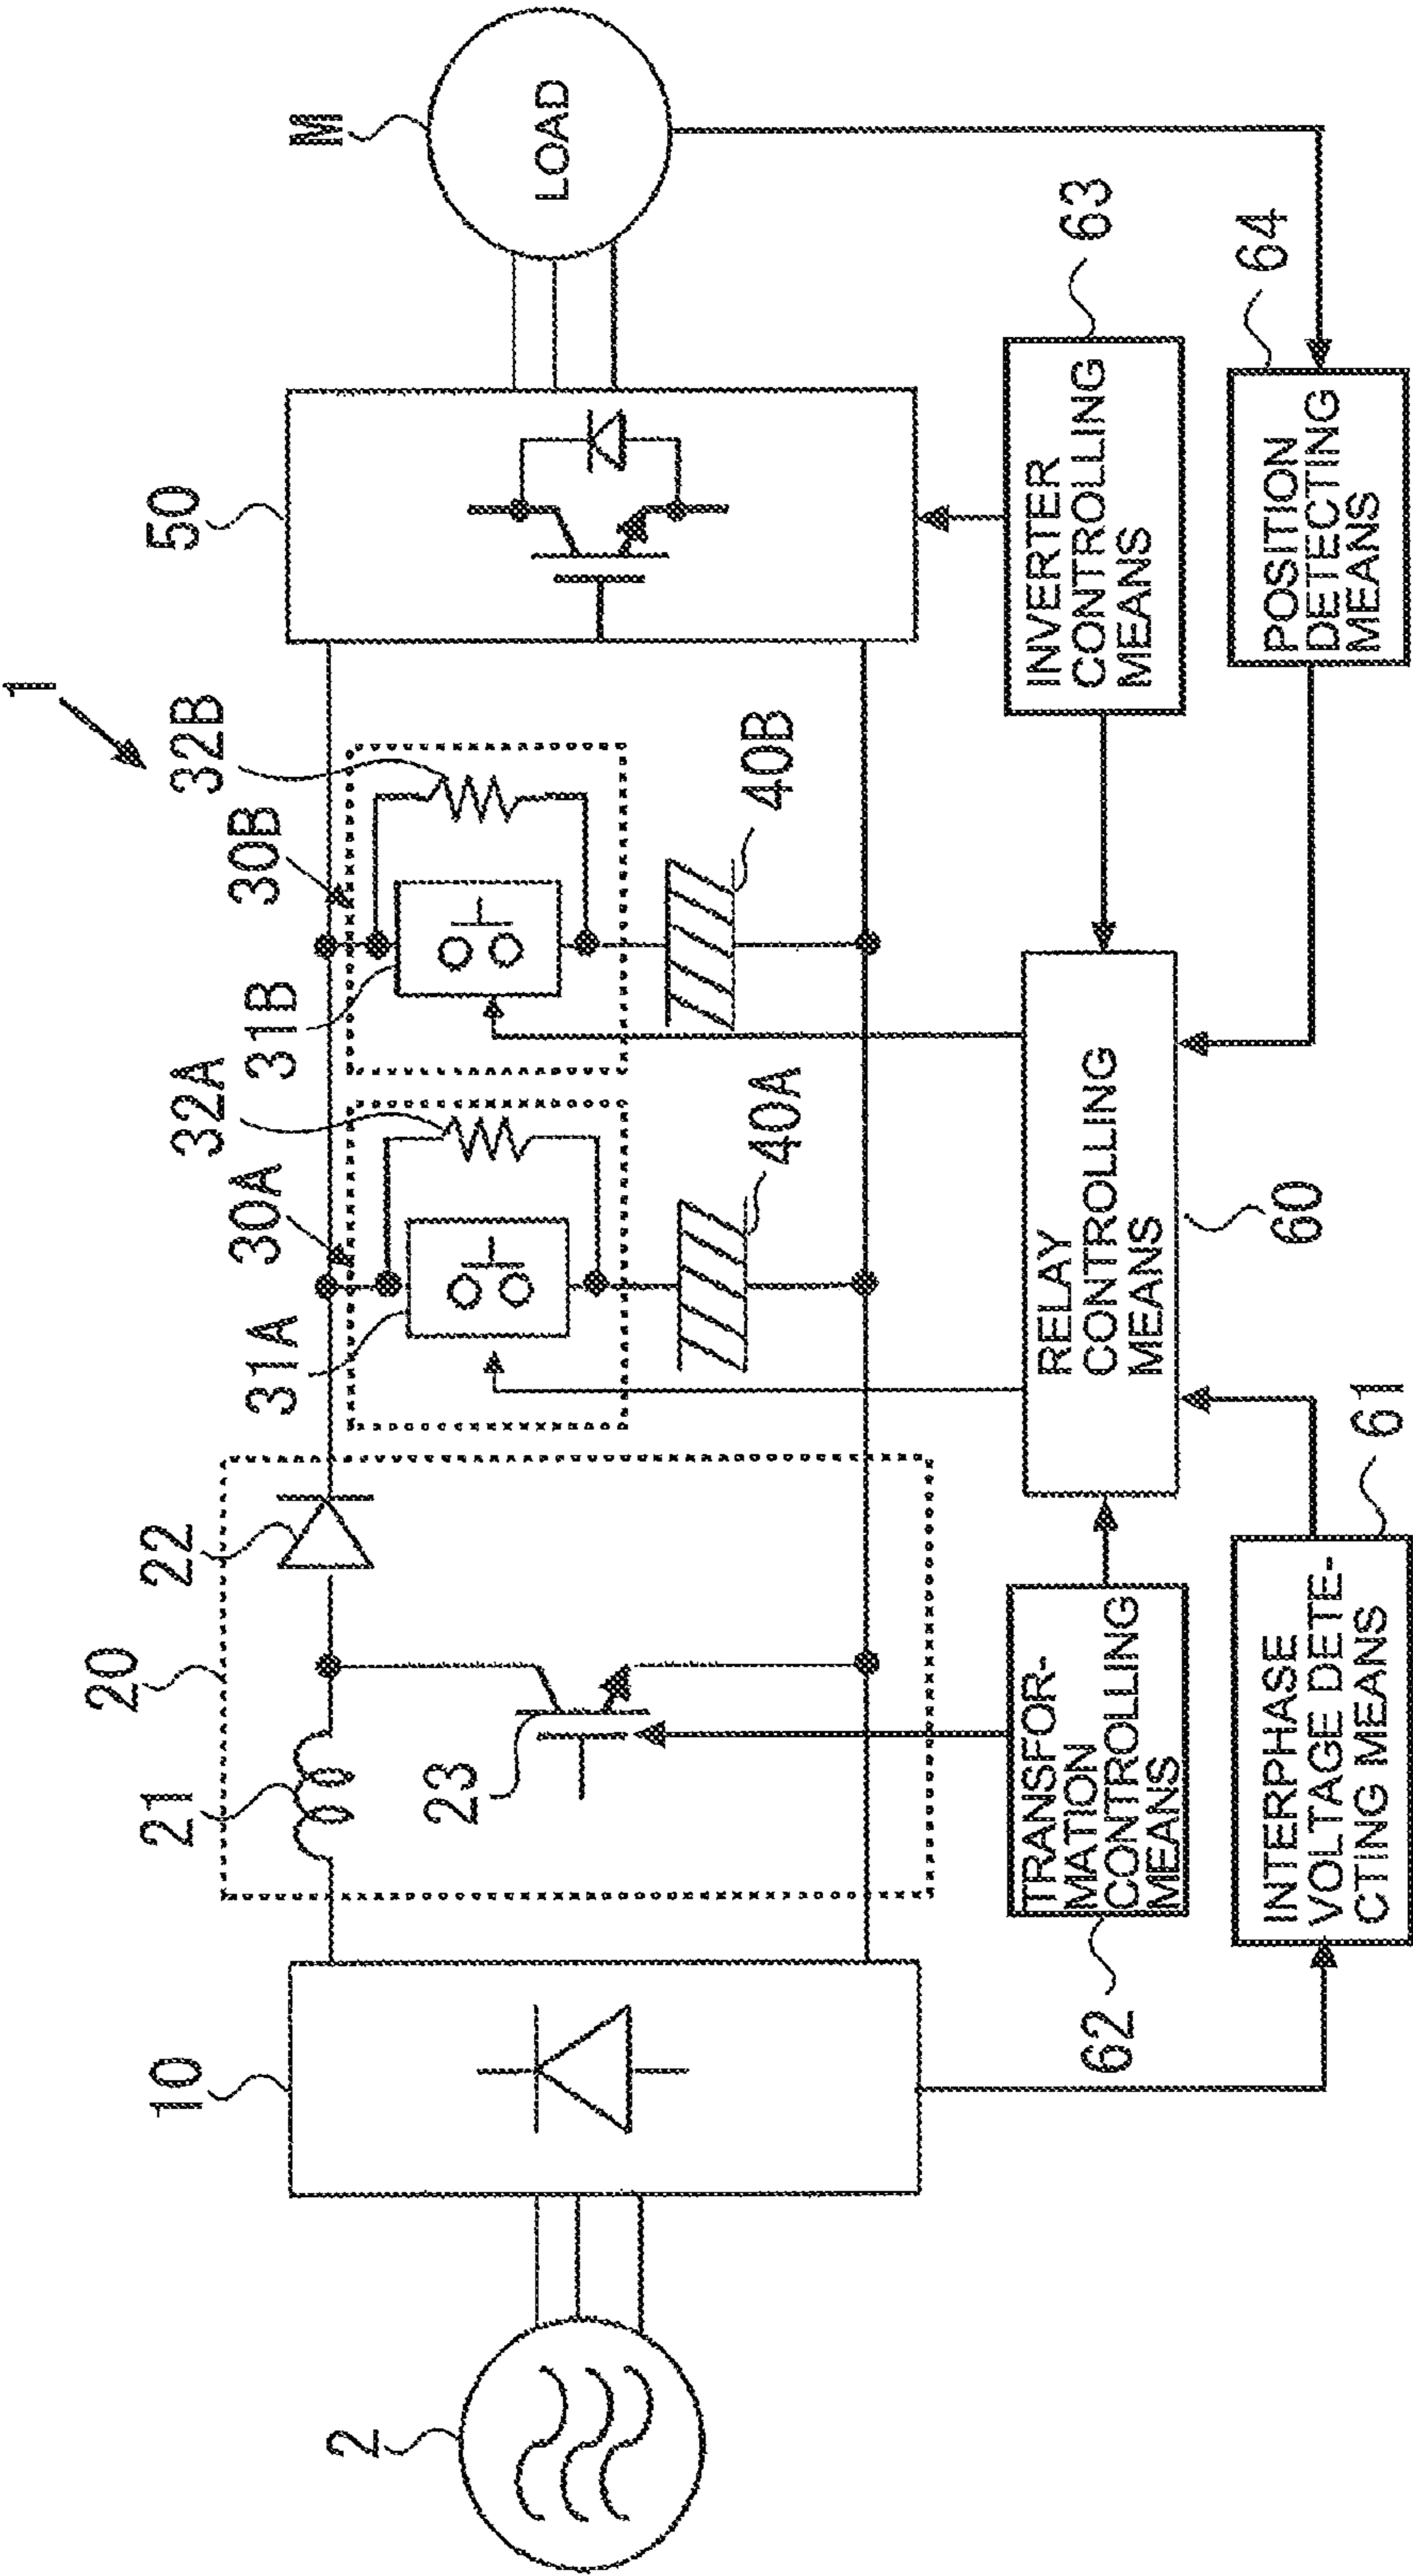 1
50
M
LOAD
32B
30B
31B
40B
32A
30A
31A
40A
20
22
21
23
10
2
INVERTER
CONTROLLING
MEANS
63
POSITION
DETECTING
MEANS
64
RELAY
CONTROLLING
MEANS
60
TRANSFOR-
MATION
CONTROLLING
MEANS
62
INTERPHASE
VOLTAGE DETE-
CTING MEANS
61